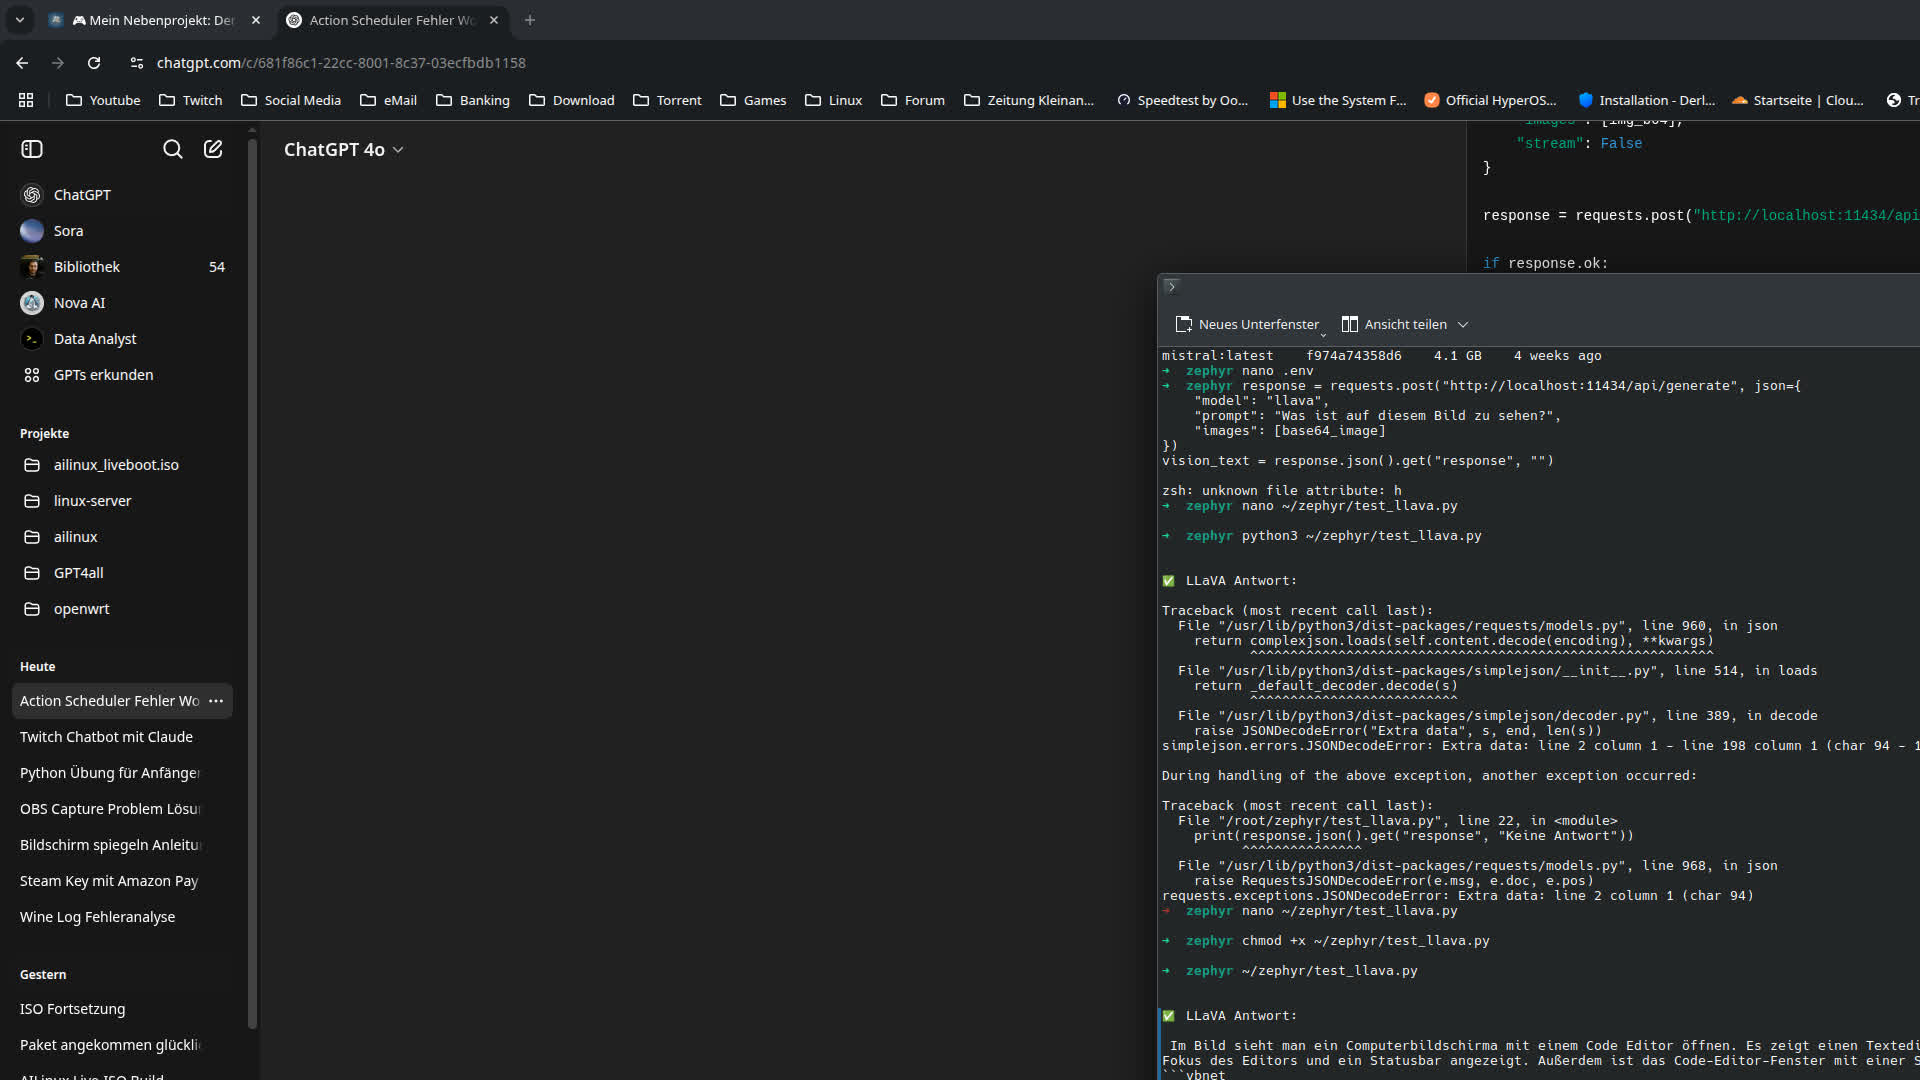 🎮 Mein Nebenprojekt: Der
Action Scheduler Fehler Wo
chatgpt.com/c/681f86c1-22cc-8001-8c37-03ecfbdb1158
Youtube
Twitch
Social Media
eMail
Banking
Download
Torrent
Games
Linux
Forum
Zeitung Kleinan...
Speedtest by Oo...
Use the System F...
Official HyperOS...
Installation - Derl...
Startseite | Clou...
Tr
ChatGPT 4o
ChatGPT
Sora
Bibliothek 54
Nova AI
Data Analyst
GPTs erkunden
Projekte
ailinux_liveboot.iso
linux-server
ailinux
GPT4all
openwrt
Heute
Action Scheduler Fehler Wo
Twitch Chatbot mit Claude
Python Übung für Anfänger
OBS Capture Problem Lösu
Bildschirm spiegeln Anleitu
Steam Key mit Amazon Pay
Wine Log Fehleranalyse
Gestern
ISO Fortsetzung
Paket angekommen glückli
AILinux Live ISO Build
"images": [img_b64],
"stream": False
}
response = requests.post("http://localhost:11434/api
if response.ok:
Neues Unterfenster
Ansicht teilen
mistral:latest    f974a74358d6    4.1 GB    4 weeks ago
➜  zephyr nano .env
➜  zephyr response = requests.post("http://localhost:11434/api/generate", json={
    "model": "llava",
    "prompt": "Was ist auf diesem Bild zu sehen?",
    "images": [base64_image]
})
vision_text = response.json().get("response", "")
zsh: unknown file attribute: h
➜  zephyr nano ~/zephyr/test_llava.py
➜  zephyr python3 ~/zephyr/test_llava.py
✅ LLaVA Antwort:
Traceback (most recent call last):
  File "/usr/lib/python3/dist-packages/requests/models.py", line 960, in json
    return complexjson.loads(self.content.decode(encoding), **kwargs)
           ^^^^^^^^^^^^^^^^^^^^^^^^^^^^^^^^^^^^^^^^^^^^^^^^^^^^^^^^^^
  File "/usr/lib/python3/dist-packages/simplejson/__init__.py", line 514, in loads
    return _default_decoder.decode(s)
           ^^^^^^^^^^^^^^^^^^^^^^^^^^
  File "/usr/lib/python3/dist-packages/simplejson/decoder.py", line 389, in decode
    raise JSONDecodeError("Extra data", s, end, len(s))
simplejson.errors.JSONDecodeError: Extra data: line 2 column 1 - line 198 column 1 (char 94 - 1
During handling of the above exception, another exception occurred:
Traceback (most recent call last):
  File "/root/zephyr/test_llava.py", line 22, in <module>
    print(response.json().get("response", "Keine Antwort"))
          ^^^^^^^^^^^^^^^
  File "/usr/lib/python3/dist-packages/requests/models.py", line 968, in json
    raise RequestsJSONDecodeError(e.msg, e.doc, e.pos)
requests.exceptions.JSONDecodeError: Extra data: line 2 column 1 (char 94)
➜  zephyr nano ~/zephyr/test_llava.py
➜  zephyr chmod +x ~/zephyr/test_llava.py
➜  zephyr ~/zephyr/test_llava.py
✅ LLaVA Antwort:
 Im Bild sieht man ein Computerbildschirma mit einem Code Editor öffnen. Es zeigt einen Textedi
Fokus des Editors und ein Statusbar angezeigt. Außerdem ist das Code-Editor-Fenster mit einer S
```vbnet